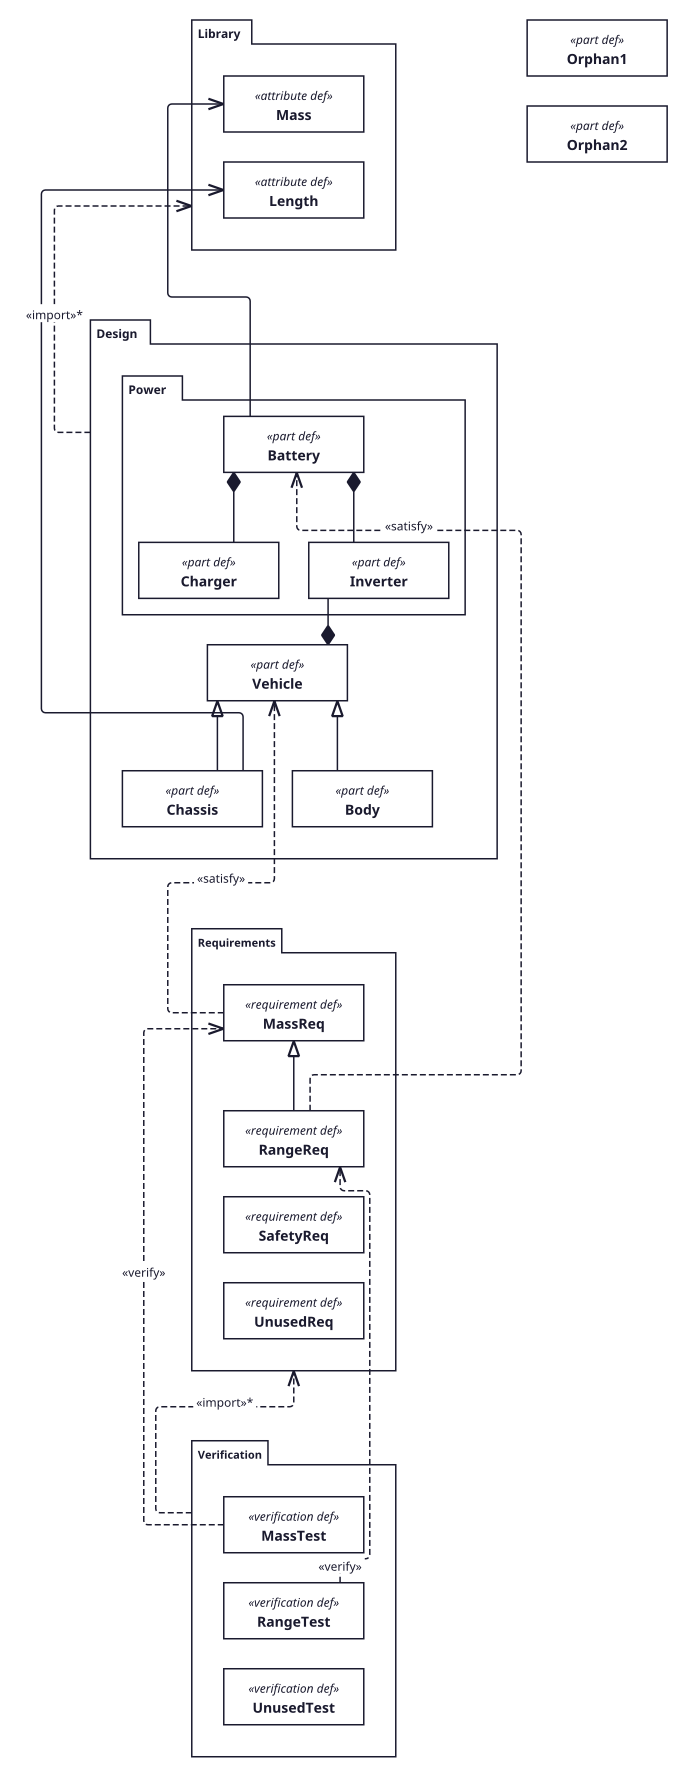 Library
«attribute def»
Mass
«attribute def»
Length
«part def»
Orphan1
«part def»
Orphan2
«import»*
Design
Power
«part def»
Battery
«satisfy»
«part def»
Charger
«part def»
Inverter
«part def»
Vehicle
«part def»
Chassis
«part def»
Body
«satisfy»
Requirements
«requirement def»
MassReq
«requirement def»
RangeReq
«requirement def»
SafetyReq
«verify»
«requirement def»
UnusedReq
«import»*
Verification
«verification def»
MassTest
«verify»
«verification def»
RangeTest
«verification def»
UnusedTest